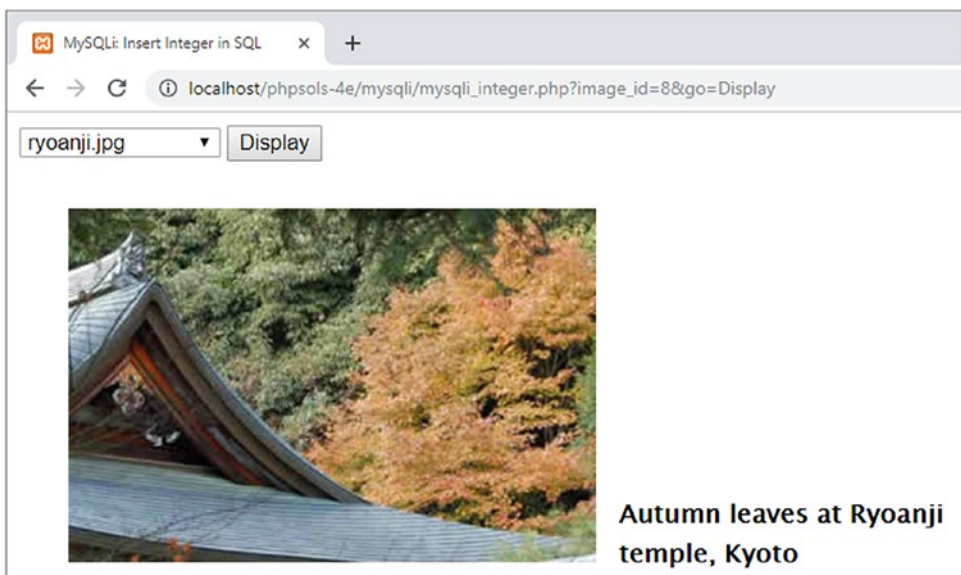 MySQLi: Insert Integer in SQL
localhost/phpsols-4e/mysqli/mysqli_integer.php?image_id=8&go=Display
ryoanji.jpg Display
Autumn leaves at Ryoanji
temple, Kyoto